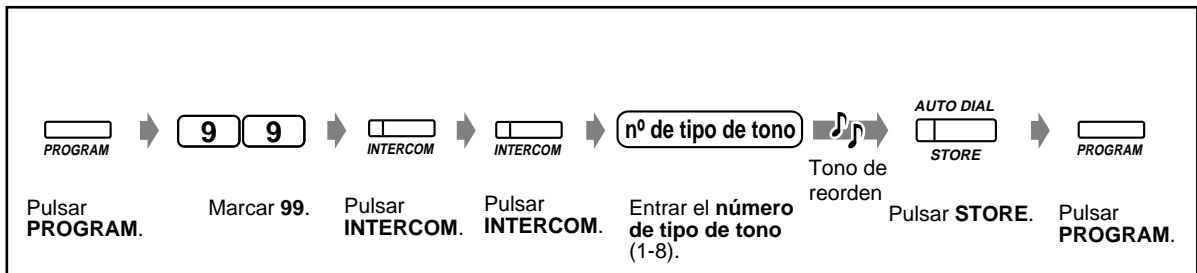 AUTO DIAL
9 9
nº de tipo de tono
PROGRAM
INTERCOM
INTERCOM
STORE
PROGRAM
Tono de
reorden
Pulsar
PROGRAM.
Marcar 99.
Pulsar
INTERCOM.
Pulsar
INTERCOM.
Entrar el número
de tipo de tono
(1-8).
Pulsar STORE.
Pulsar
PROGRAM.